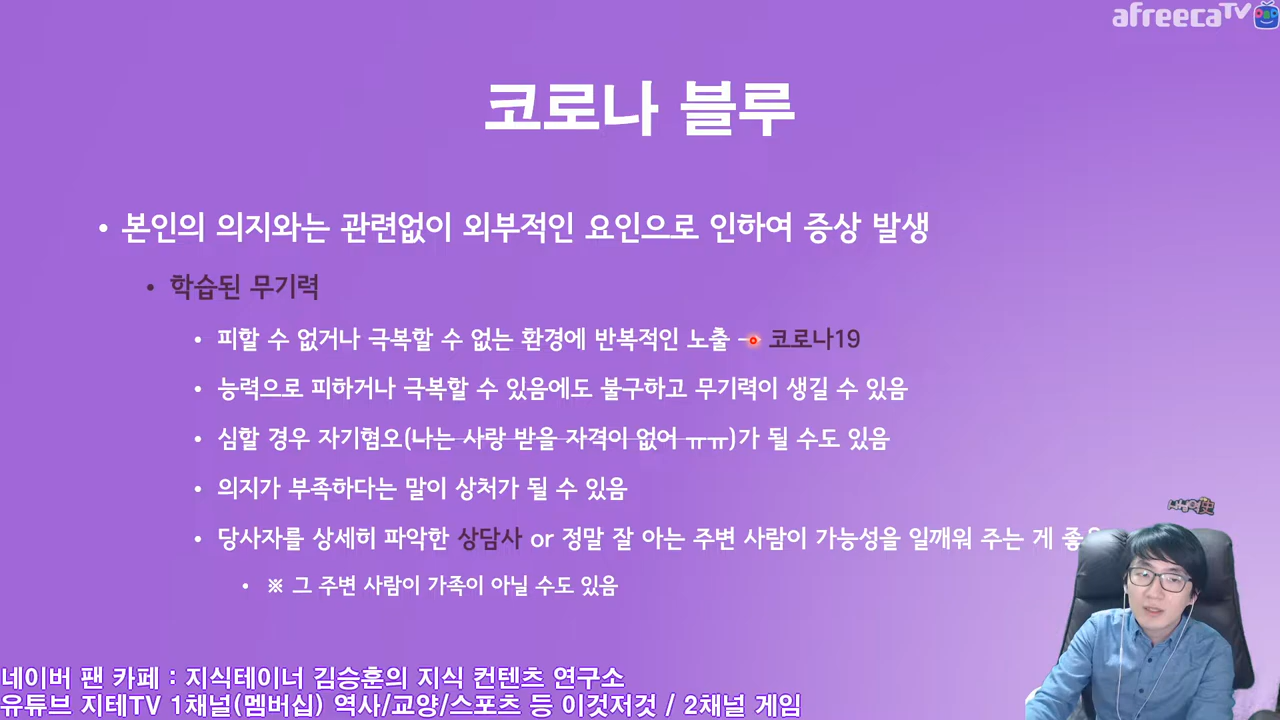 afreecaTV
코로나 블루
• 본인의 의지와는 관련없이 외부적인 요인으로 인하여 증상 발생
• 학습된 무기력
• 피할 수 없거나 극복할 수 없는 환경에 반복적인 노출 → 코로나19
• 능력으로 피하거나 극복할 수 있음에도 불구하고 무기력이 생길 수 있음
• 심할 경우 자기혐오(나는 사랑 받을 자격이 없어 ㅠㅠ)가 될 수도 있음
• 의지가 부족하다는 말이 상처가 될 수 있음
• 당사자를 상세히 파악한 상담사 or 정말 잘 아는 주변 사람이 가능성을 일깨워 주는 게
• ※ 그 주변 사람이 가족이 아닐 수도 있음
네이버 팬 카페 : 지식테이너 김승훈의 지식 컨텐츠 연구소
유튜브 지테TV 1채널(멤버십) 역사/교양/스포츠 등 이것저것 / 2채널 게임